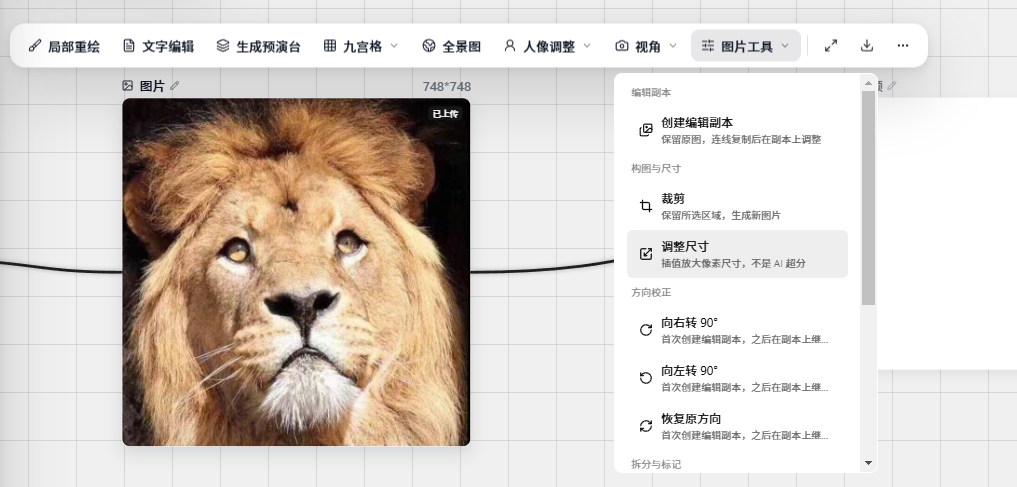 局部重绘 文字编辑 生成预演台 九宫格 全景图 人像调整 视角 图片工具
图片 748*748
已上传
编辑副本
创建编辑副本
保留原图，连线复制后在副本上调整
构图与尺寸
裁剪
保留所选区域，生成新图片
调整尺寸
插值放大像素尺寸，不是 AI 超分
方向校正
向右转 90°
首次创建编辑副本，之后在副本上继...
向左转 90°
首次创建编辑副本，之后在副本上继...
恢复原方向
首次创建编辑副本，之后在副本上继...
拆分与标记